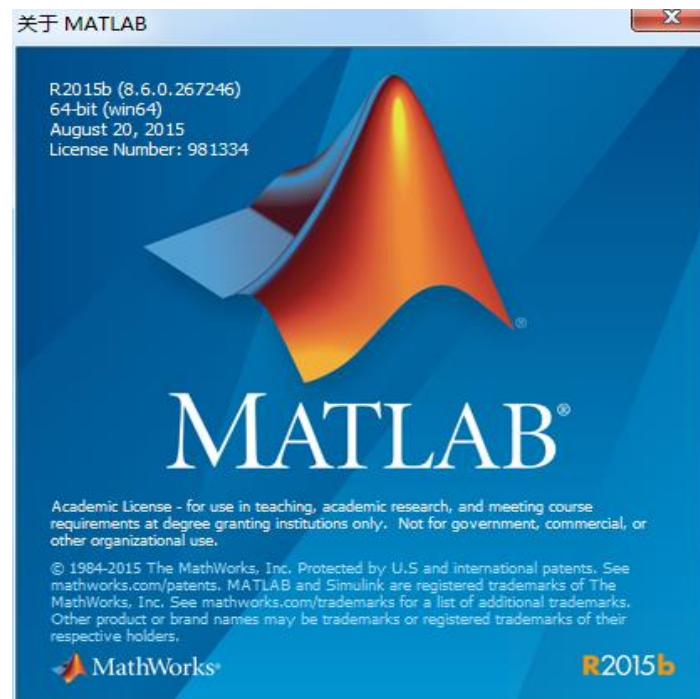 关于 MATLAB
R2015b (8.6.0.267246)
64-bit (win64)
August 20, 2015
License Number: 981334
®
MATLAB®
Academic License - for use in teaching, academic research, and meeting course
requirements at degree granting institutions only.  Not for government, commercial, or
other organizational use.
© 1984-2015 The MathWorks, Inc. Protected by U.S and international patents. See
mathworks.com/patents. MATLAB and Simulink are registered trademarks of The
MathWorks, Inc. See mathworks.com/trademarks for a list of additional trademarks.
Other product or brand names may be trademarks or registered trademarks of their
respective holders.
MathWorks®
R2015b